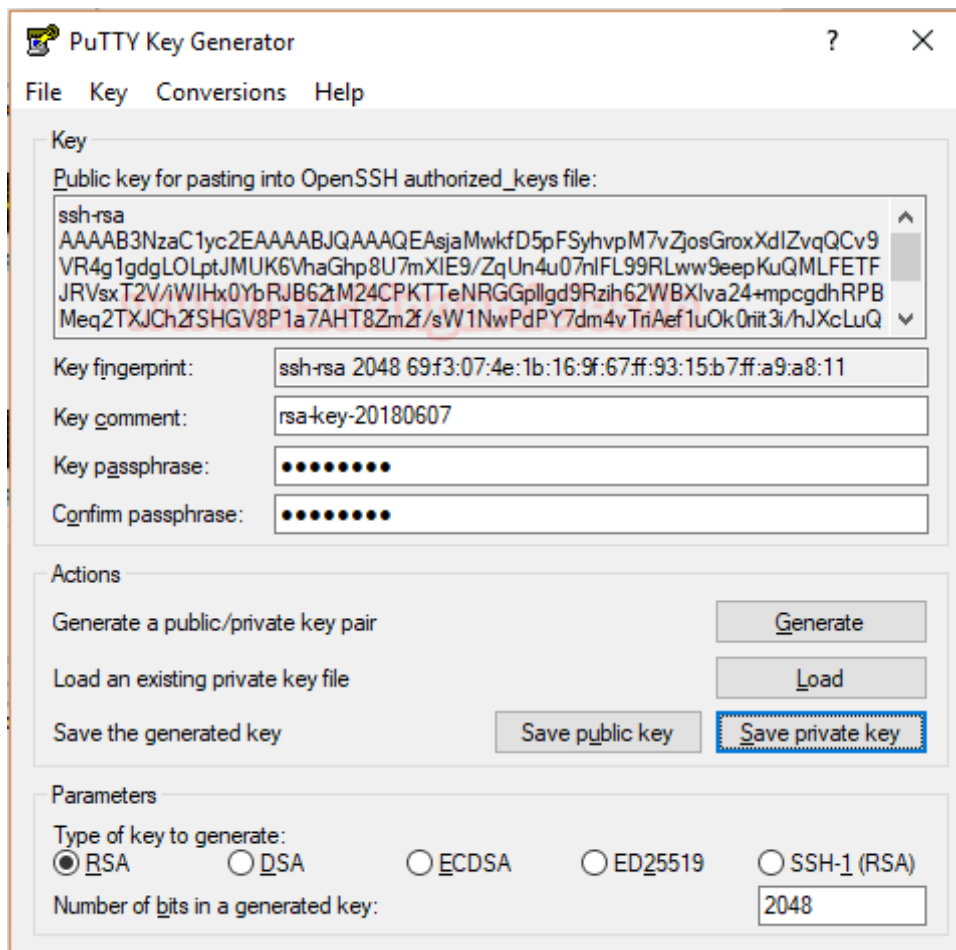 PuTTY Key Generator
File Key Conversions Help
Key
Public key for pasting into OpenSSH authorized_keys file:
ssh-rsa
AAAAB3NzaC1yc2EAAAABJQAAAQEAsjaMwkfD5pFSyhvpM7vZjosGroxXdIZvqQCv9
VR4g1gdgLOLptJMUK6VhaGhp8U7mXIE9/ZqUn4u07nIFL99RLww9eepKuQMLFETF
JRVsxT2V/iWIHx0YbRJB62tM24CPKTTeNRGGpIlgd9Rzih62WBXIva24+mpcgdhRPB
Meq2TXJCh2fSHGV8P1a7AHT8Zm2f/sW1NwPdPY7dm4vTriAef1uOk0riit3i/hJXcLuQ
Key fingerprint: ssh-rsa 2048 69:f3:07:4e:1b:16:9f:67:ff:93:15:b7:ff:a9:a8:11
Key comment: rsa-key-20180607
Key passphrase: ●●●●●●●●
Confirm passphrase: ●●●●●●●●
Actions
Generate a public/private key pair Generate
Load an existing private key file Load
Save the generated key Save public key Save private key
Parameters
Type of key to generate:
RSA DSA ECDSA ED25519 SSH-1 (RSA)
Number of bits in a generated key: 2048